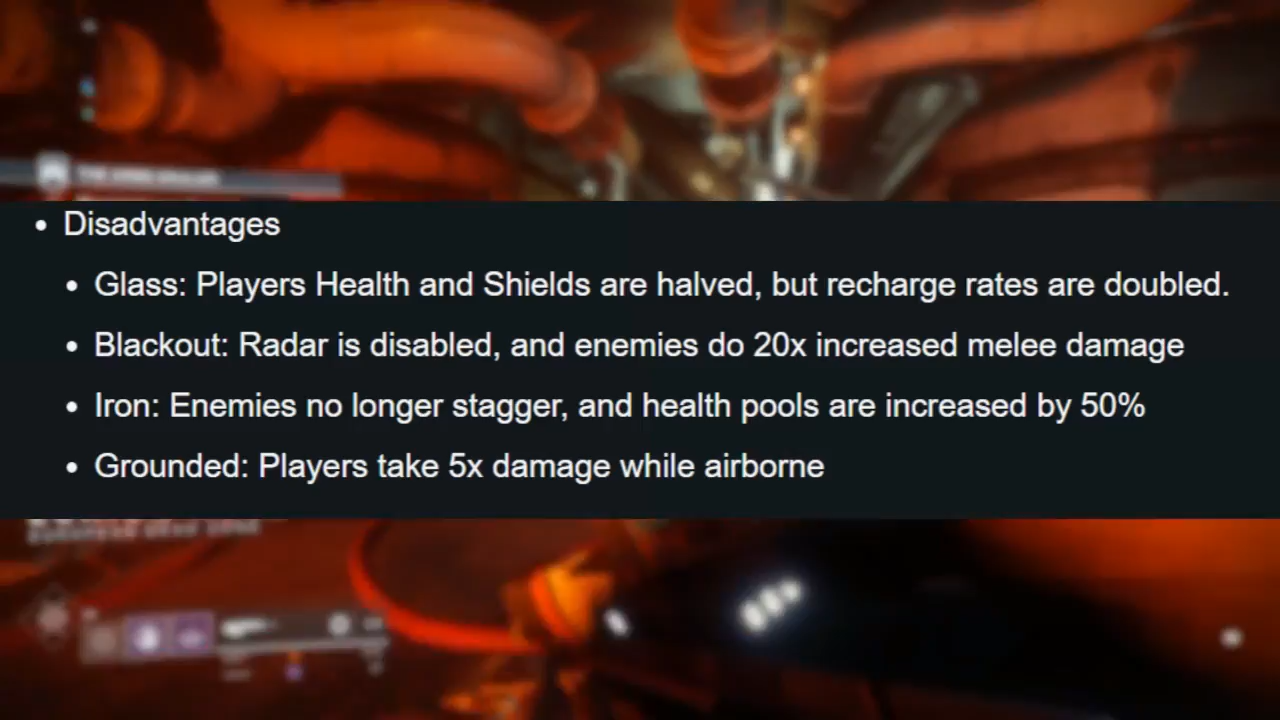 • Disadvantages
• Glass: Players Health and Shields are halved, but recharge rates are doubled.
• Blackout: Radar is disabled, and enemies do 20x increased melee damage
• Iron: Enemies no longer stagger, and health pools are increased by 50%
• Grounded: Players take 5x damage while airborne